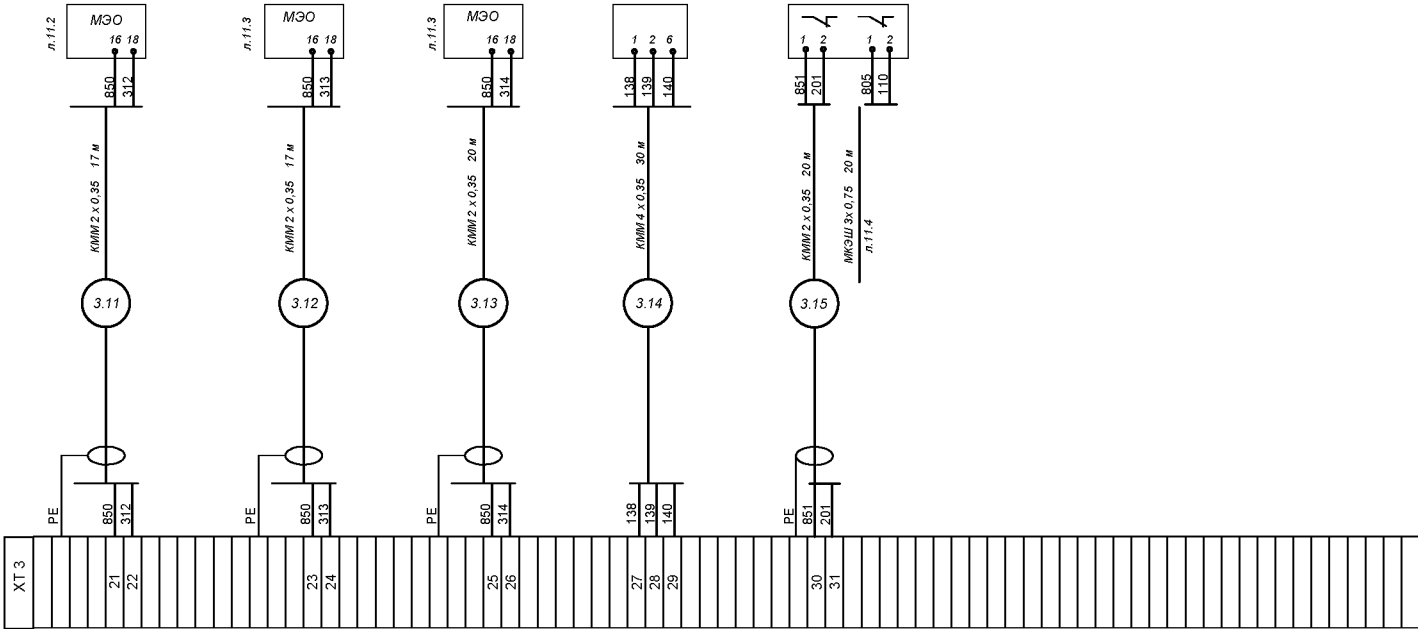 л.11.2
МЭО
16 18
850
312
КММ 2 х 0,35 17 м
3.11
PE
850
312
л.11.3
МЭО
16 18
850
313
КММ 2 х 0,35 17 м
3.12
PE
850
313
л.11.3
МЭО
16 18
850
314
КММ 2 х 0,35 20 м
3.13
PE
850
314
1 2 6
138
139
140
КММ 4 х 0,35 30 м
3.14
138
139
140
1 2 1 2
851
201
805
110
КММ 2 х 0,35 20 м
МКЭШ 3х 0,75 20 м
л.11.4
3.15
PE
851
201
XT 3
21 22 23 24 25 26 27 28 29 30 31